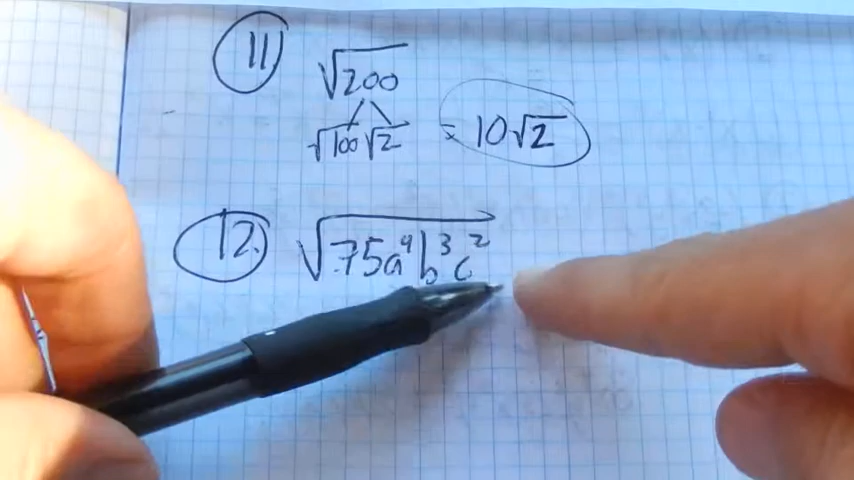 11 √200
√100 √2 = 10√2
12. √75a⁴b³c²